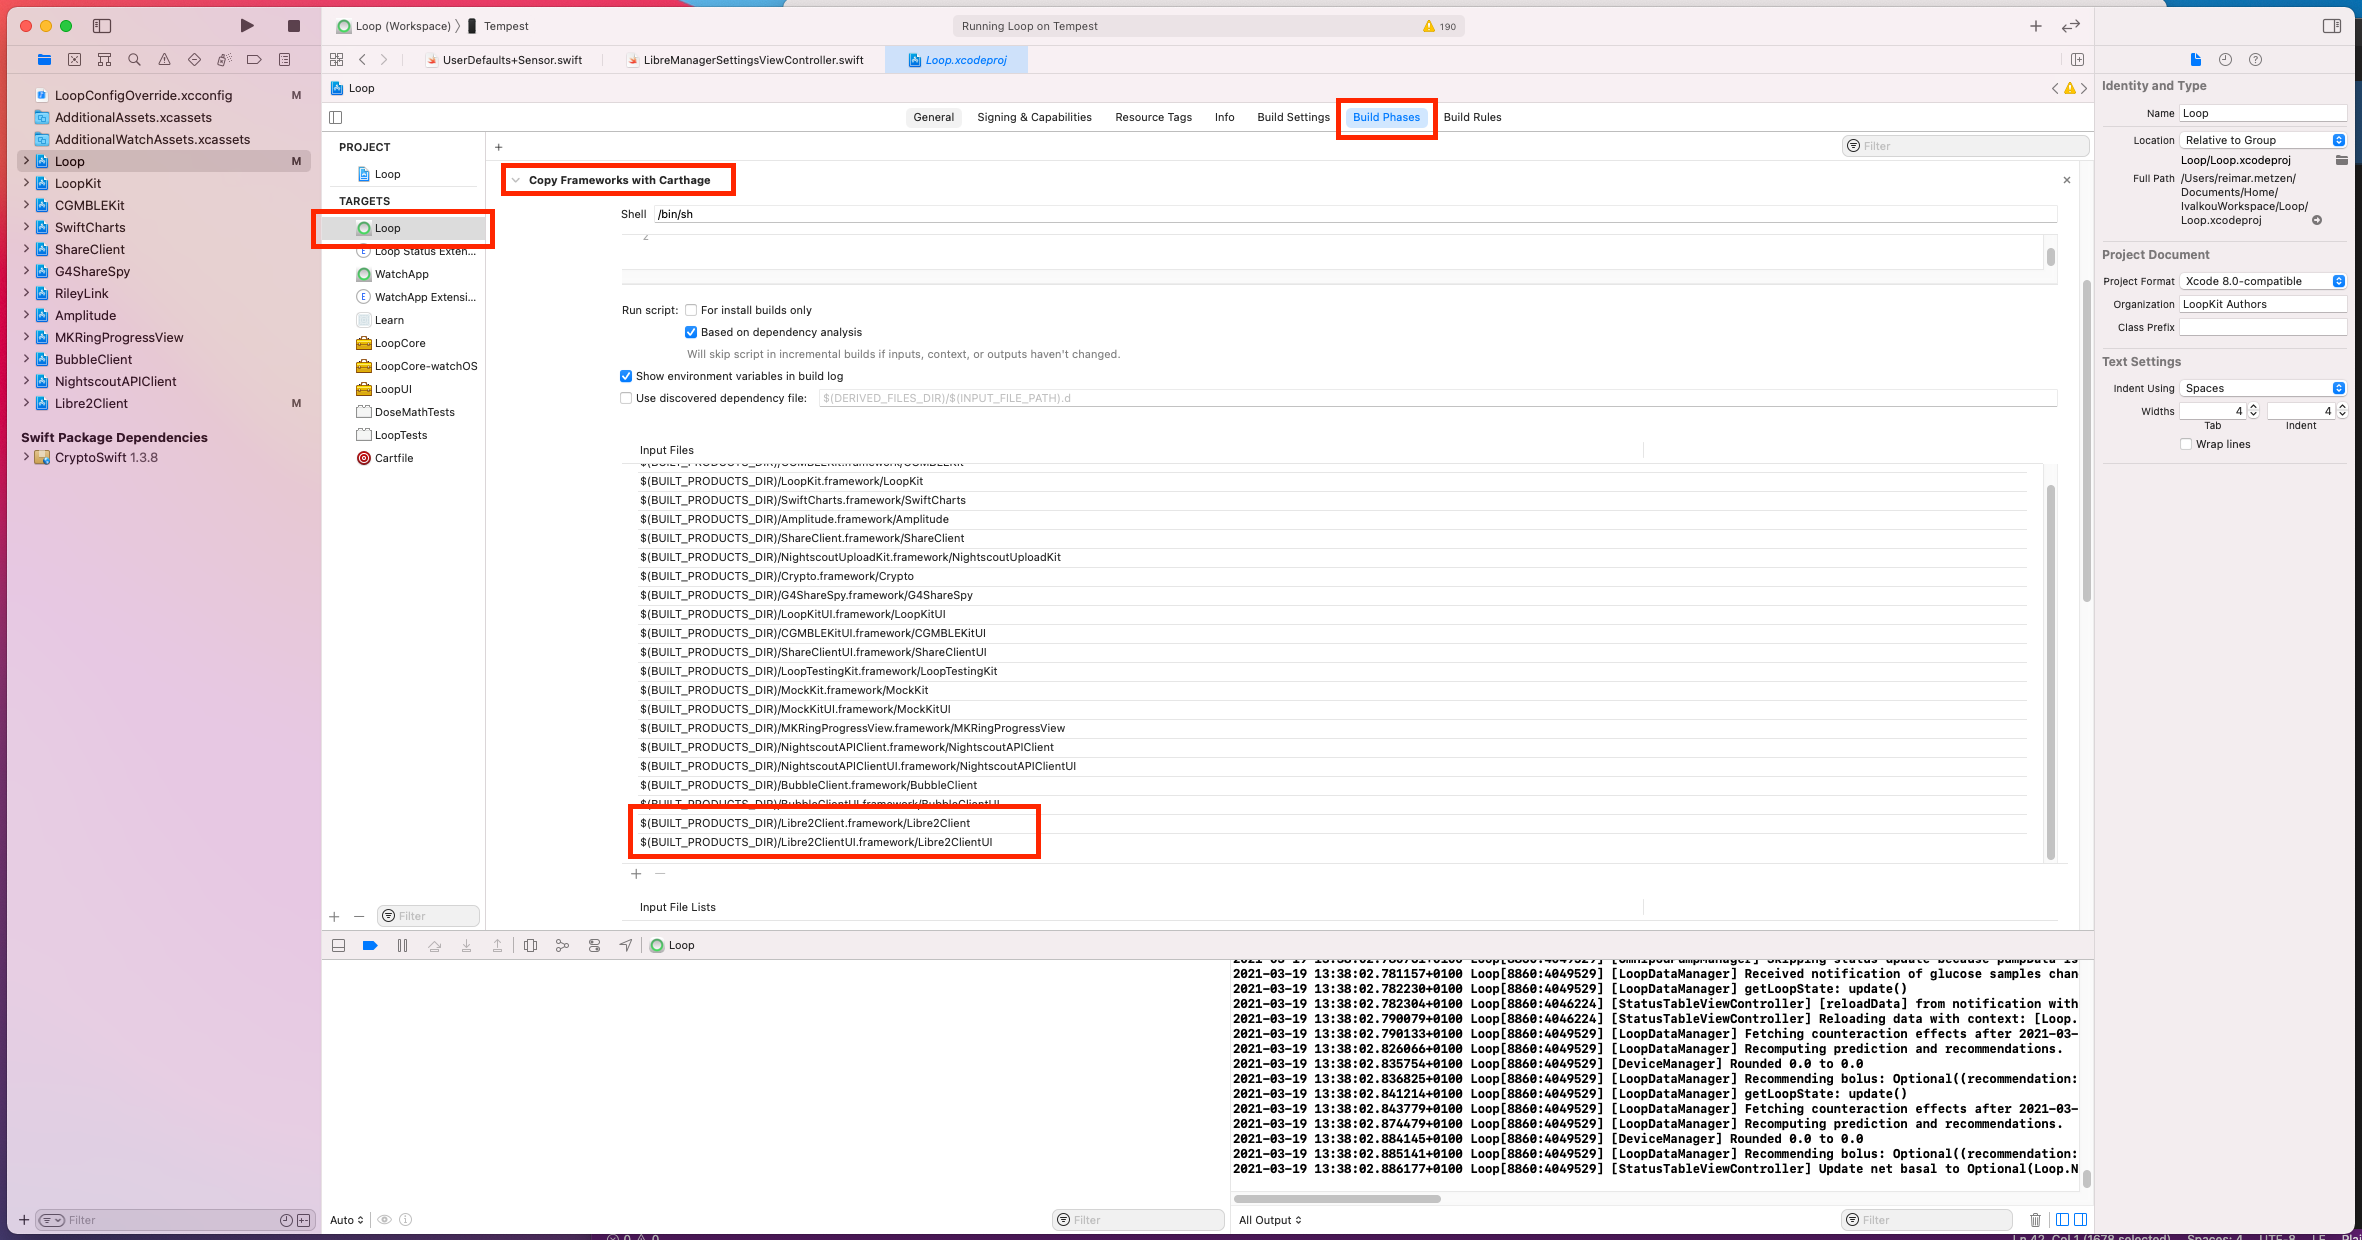 Loop (Workspace) 〉 Tempest
Running Loop on Tempest
190
UserDefaults+Sensor.swift
LibreManagerSettingsViewController.swift
Loop.xcodeproj
LoopConfigOverride.xcconfig M
AdditionalAssets.xcassets
AdditionalWatchAssets.xcassets
Loop M
LoopKit
CGMBLEKit
SwiftCharts
ShareClient
G4ShareSpy
RileyLink
Amplitude
MKRingProgressView
BubbleClient
NightscoutAPIClient
Libre2Client M
Swift Package Dependencies
CryptoSwift 1.3.8
Filter
Loop
General Signing & Capabilities Resource Tags Info Build Settings Build Phases Build Rules
PROJECT
Loop
TARGETS
Loop
Loop Status Exten...
WatchApp
WatchApp Extensi...
Learn
LoopCore
LoopCore-watchOS
LoopUI
DoseMathTests
LoopTests
Cartfile
Filter
Filter
Copy Frameworks with Carthage
Shell /bin/sh
2
Run script: For install builds only
Based on dependency analysis
Will skip script in incremental builds if inputs, context, or outputs haven't changed.
Show environment variables in build log
Use discovered dependency file: $(DERIVED_FILES_DIR)/$(INPUT_FILE_PATH).d
Input Files
$(BUILT_PRODUCTS_DIR)/CGMBLEKit.framework/CGMBLEKit
$(BUILT_PRODUCTS_DIR)/LoopKit.framework/LoopKit
$(BUILT_PRODUCTS_DIR)/SwiftCharts.framework/SwiftCharts
$(BUILT_PRODUCTS_DIR)/Amplitude.framework/Amplitude
$(BUILT_PRODUCTS_DIR)/ShareClient.framework/ShareClient
$(BUILT_PRODUCTS_DIR)/NightscoutUploadKit.framework/NightscoutUploadKit
$(BUILT_PRODUCTS_DIR)/Crypto.framework/Crypto
$(BUILT_PRODUCTS_DIR)/G4ShareSpy.framework/G4ShareSpy
$(BUILT_PRODUCTS_DIR)/LoopKitUI.framework/LoopKitUI
$(BUILT_PRODUCTS_DIR)/CGMBLEKitUI.framework/CGMBLEKitUI
$(BUILT_PRODUCTS_DIR)/ShareClientUI.framework/ShareClientUI
$(BUILT_PRODUCTS_DIR)/LoopTestingKit.framework/LoopTestingKit
$(BUILT_PRODUCTS_DIR)/MockKit.framework/MockKit
$(BUILT_PRODUCTS_DIR)/MockKitUI.framework/MockKitUI
$(BUILT_PRODUCTS_DIR)/MKRingProgressView.framework/MKRingProgressView
$(BUILT_PRODUCTS_DIR)/NightscoutAPIClient.framework/NightscoutAPIClient
$(BUILT_PRODUCTS_DIR)/NightscoutAPIClientUI.framework/NightscoutAPIClientUI
$(BUILT_PRODUCTS_DIR)/BubbleClient.framework/BubbleClient
$(BUILT_PRODUCTS_DIR)/BubbleClientUI.framework/BubbleClientUI
$(BUILT_PRODUCTS_DIR)/Libre2Client.framework/Libre2Client
$(BUILT_PRODUCTS_DIR)/Libre2ClientUI.framework/Libre2ClientUI
Input File Lists
Loop
2021-03-19 13:38:02.781157+0100 Loop[8860:4049529] [LoopDataManager] Received notification of glucose samples chan
2021-03-19 13:38:02.782230+0100 Loop[8860:4049529] [LoopDataManager] getLoopState: update()
2021-03-19 13:38:02.782304+0100 Loop[8860:4046224] [StatusTableViewController] [reloadData] from notification with
2021-03-19 13:38:02.790079+0100 Loop[8860:4046224] [StatusTableViewController] Reloading data with context: [Loop.
2021-03-19 13:38:02.790133+0100 Loop[8860:4049529] [LoopDataManager] Fetching counteraction effects after 2021-03-
2021-03-19 13:38:02.826066+0100 Loop[8860:4049529] [LoopDataManager] Recomputing prediction and recommendations.
2021-03-19 13:38:02.835754+0100 Loop[8860:4049529] [DeviceManager] Rounded 0.0 to 0.0
2021-03-19 13:38:02.836825+0100 Loop[8860:4049529] [LoopDataManager] Recommending bolus: Optional((recommendation:
2021-03-19 13:38:02.841214+0100 Loop[8860:4049529] [LoopDataManager] getLoopState: update()
2021-03-19 13:38:02.843779+0100 Loop[8860:4049529] [LoopDataManager] Fetching counteraction effects after 2021-03-
2021-03-19 13:38:02.874479+0100 Loop[8860:4049529] [LoopDataManager] Recomputing prediction and recommendations.
2021-03-19 13:38:02.884145+0100 Loop[8860:4049529] [DeviceManager] Rounded 0.0 to 0.0
2021-03-19 13:38:02.885141+0100 Loop[8860:4049529] [LoopDataManager] Recommending bolus: Optional((recommendation:
2021-03-19 13:38:02.886177+0100 Loop[8860:4049529] [StatusTableViewController] Update net basal to Optional(Loop.N
Auto
Filter
All Output
Filter
Identity and Type
Name Loop
Location Relative to Group
Loop/Loop.xcodeproj
Full Path /Users/reimar.metzen/
Documents/Home/
IvalkouWorkspace/Loop/
Loop.xcodeproj
Project Document
Project Format Xcode 8.0-compatible
Organization LoopKit Authors
Class Prefix
Text Settings
Indent Using Spaces
Widths 4 4
Tab Indent
Wrap lines